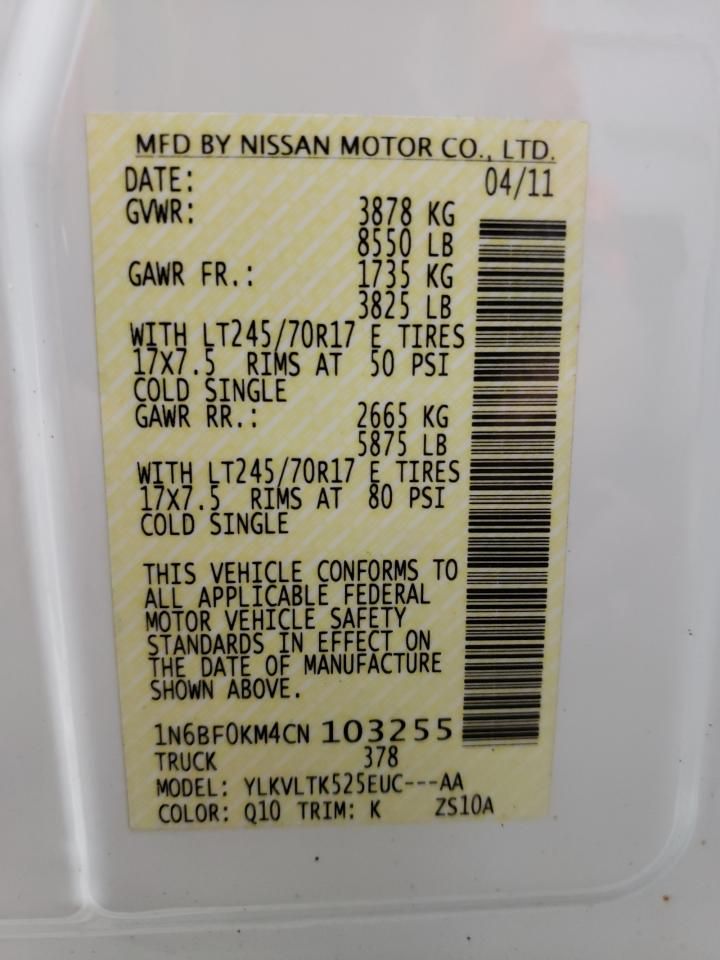 MFD BY NISSAN MOTOR CO., LTD.
DATE: 04/11
GVWR: 3878 KG
8550 LB
GAWR FR.: 1735 KG
3825 LB
WITH LT245/70R17 E TIRES
17X7.5 RIMS AT 50 PSI
COLD SINGLE
GAWR RR.: 2665 KG
5875 LB
WITH LT245/70R17 E TIRES
17X7.5 RIMS AT 80 PSI
COLD SINGLE
THIS VEHICLE CONFORMS TO
ALL APPLICABLE FEDERAL
MOTOR VEHICLE SAFETY
STANDARDS IN EFFECT ON
THE DATE OF MANUFACTURE
SHOWN ABOVE.
1N6BF0KM4CN 103255
TRUCK 378
MODEL: YLKVLTK525EUC---AA
COLOR: Q10 TRIM: K ZS10A